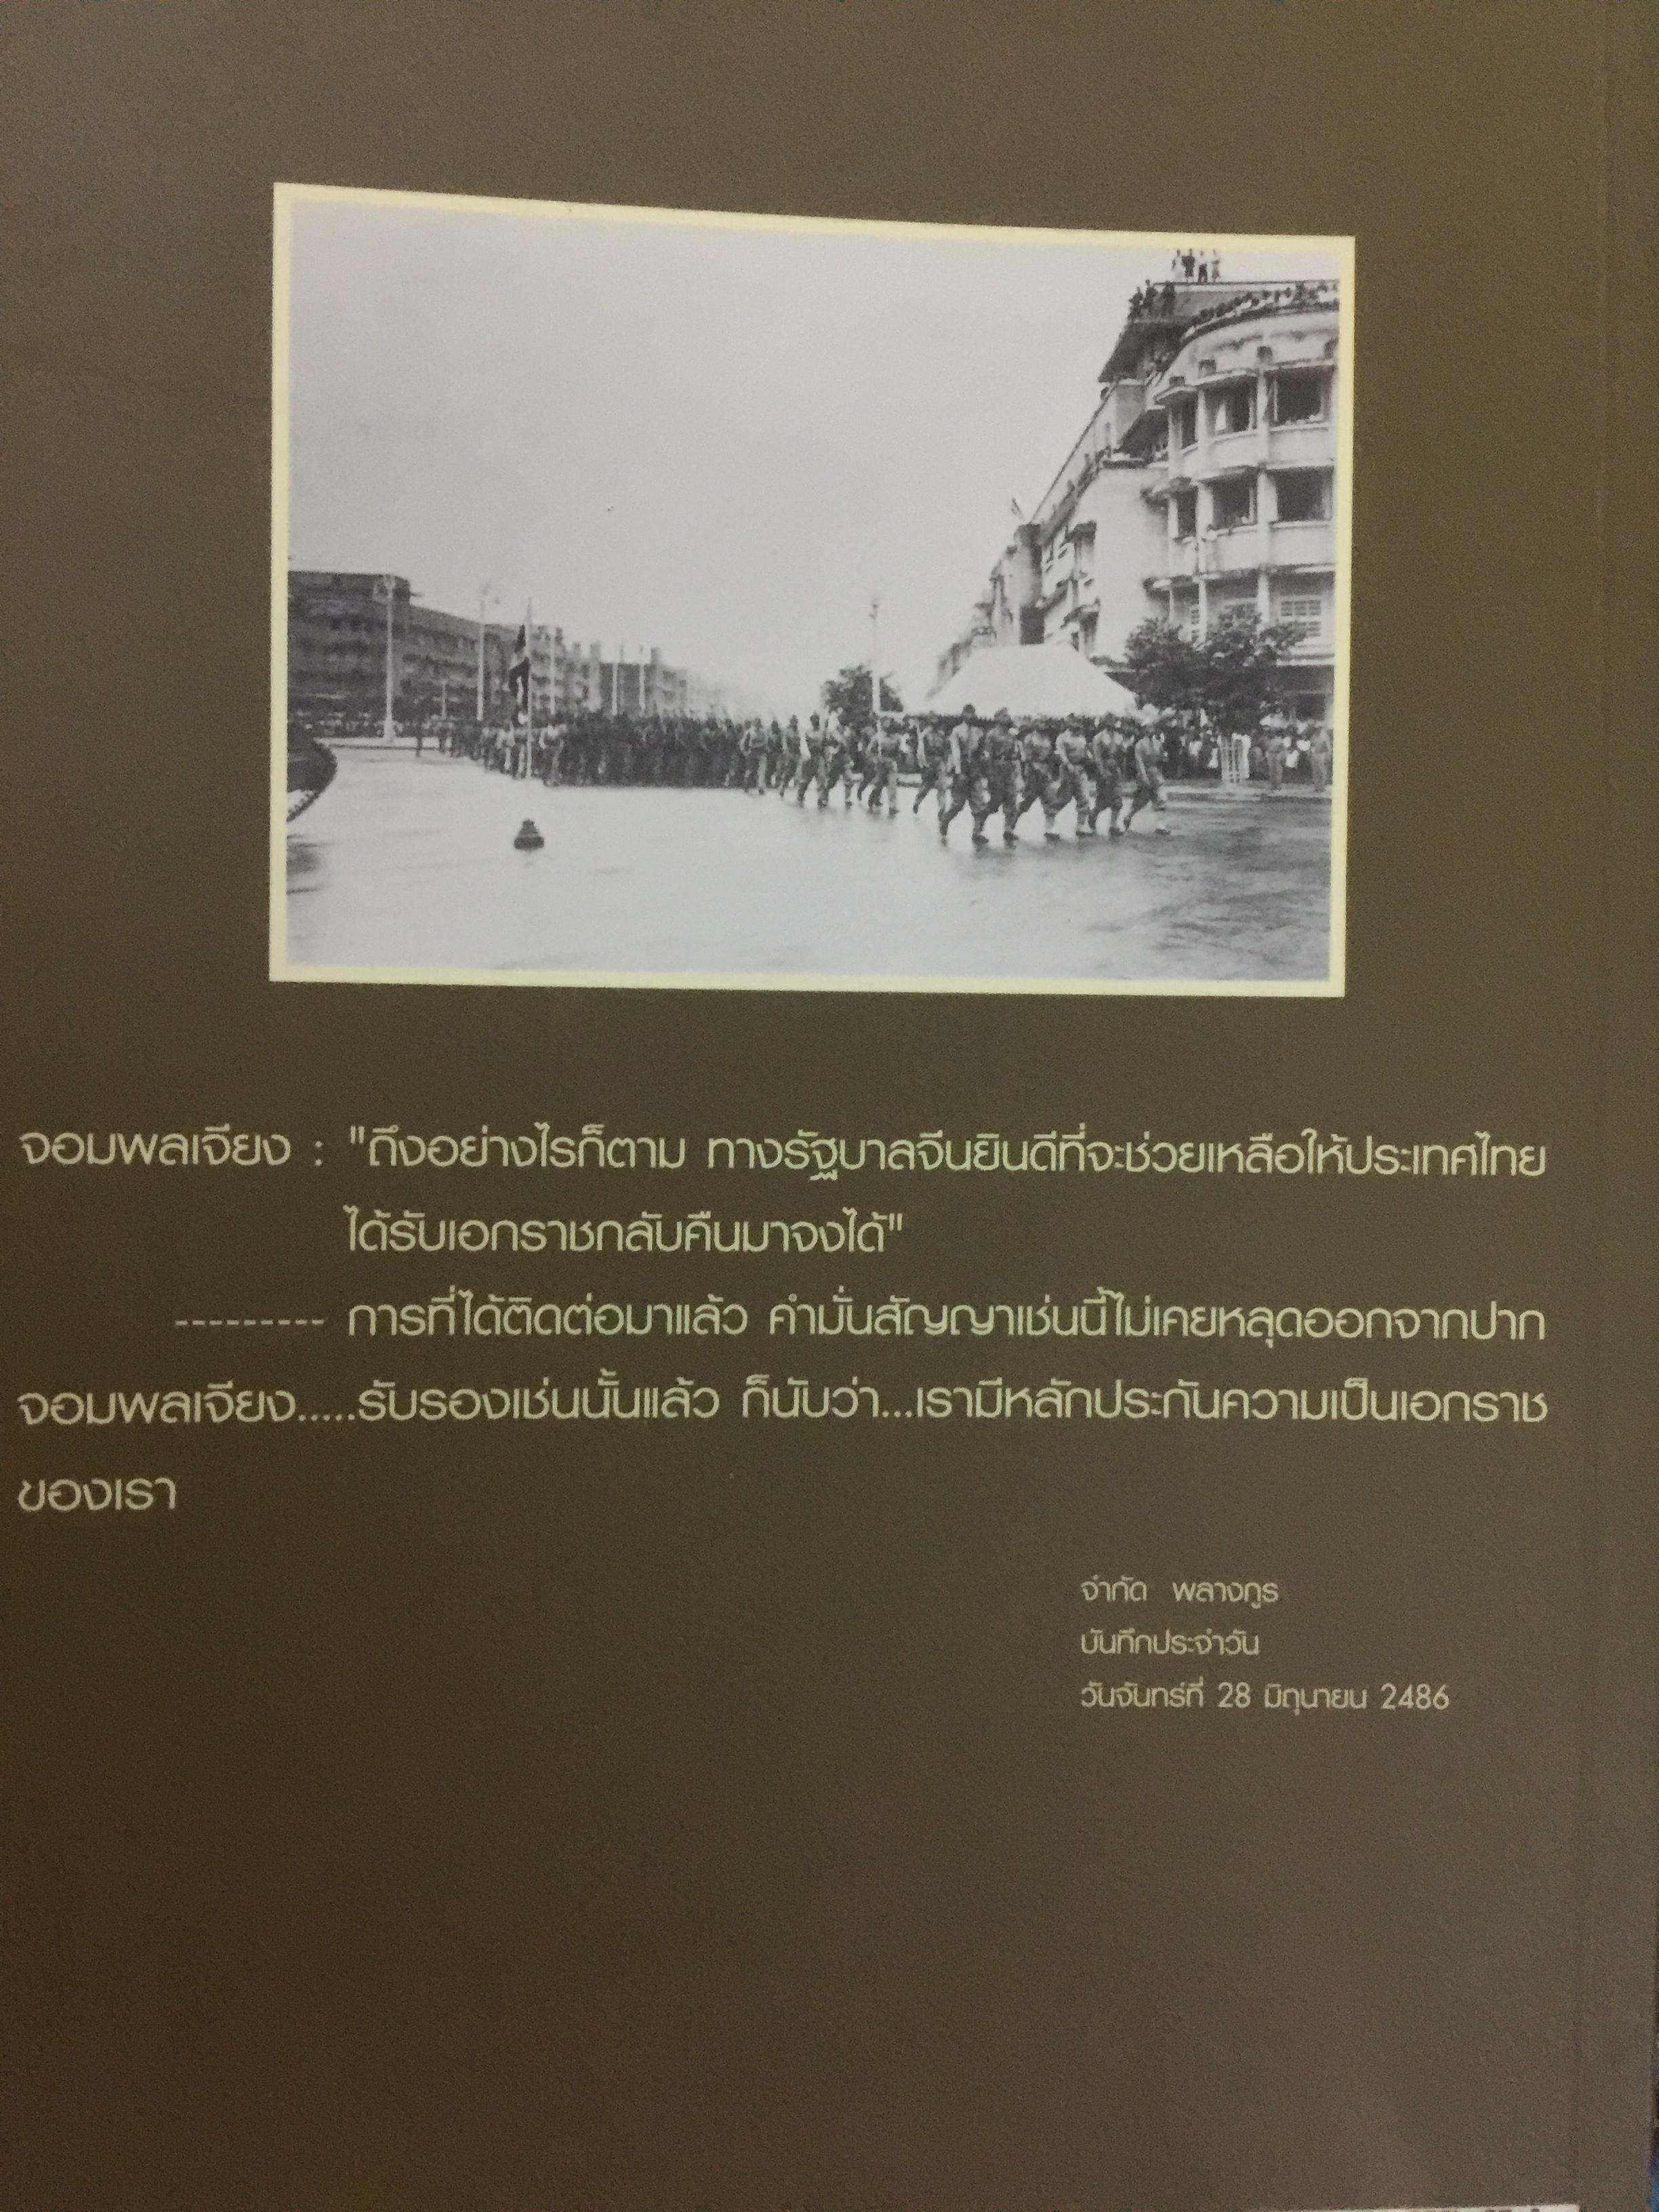 จอมพลเจียง : "ถึงอย่างไรก็ตาม ทางรัฐบาลจีนยินดีที่จะช่วยเหลือให้ประเทศไทย
ได้รับเอกราชกลับคืนมาจงได้"
--------- การที่ได้ติดต่อมาแล้ว คำมั่นสัญญาเช่นนี้ไม่เคยหลุดออกจากปาก
จอมพลเจียง.....รับรองเช่นนั้นแล้ว ก็นับว่า...เรามีหลักประกันความเป็นเอกราช
ของเรา
จำกัด พลางกูร
บันทึกประจำวัน
วันจันทร์ที่ 28 มิถุนายน 2486